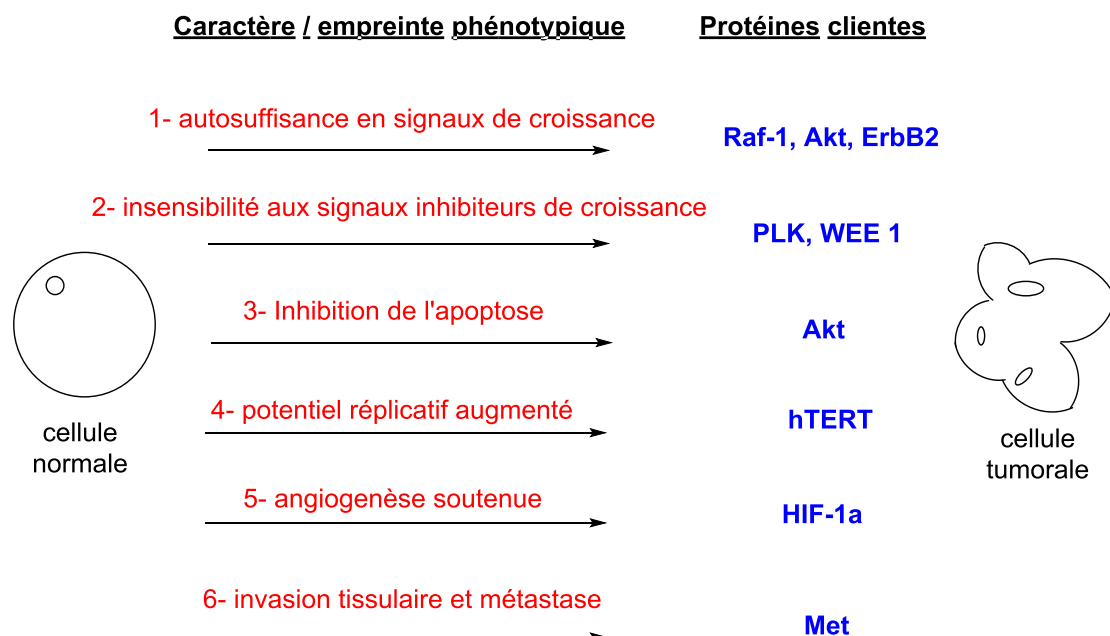 Caractère / empreinte phénotypique Protéines clientes
1- autosuffisance en signaux de croissance
Raf-1, Akt, ErbB2
2- insensibilité aux signaux inhibiteurs de croissance
PLK, WEE 1
3- Inhibition de l'apoptose
Akt
4- potentiel réplicatif augmenté
hTERT
cellule
normale
cellule
tumorale
5- angiogenèse soutenue
HIF-1a
6- invasion tissulaire et métastase
Met